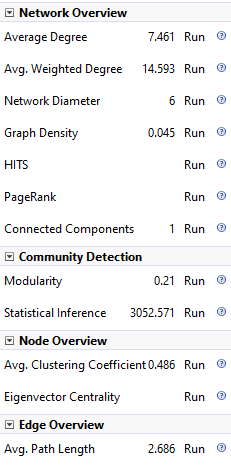 Network Overview
Average Degree 7.461 Run
Avg. Weighted Degree 14.593 Run
Network Diameter 6 Run
Graph Density 0.045 Run
HITS Run
PageRank Run
Connected Components 1 Run
Community Detection
Modularity 0.21 Run
Statistical Inference 3052.571 Run
Node Overview
Avg. Clustering Coefficient 0.486 Run
Eigenvector Centrality Run
Edge Overview
Avg. Path Length 2.686 Run